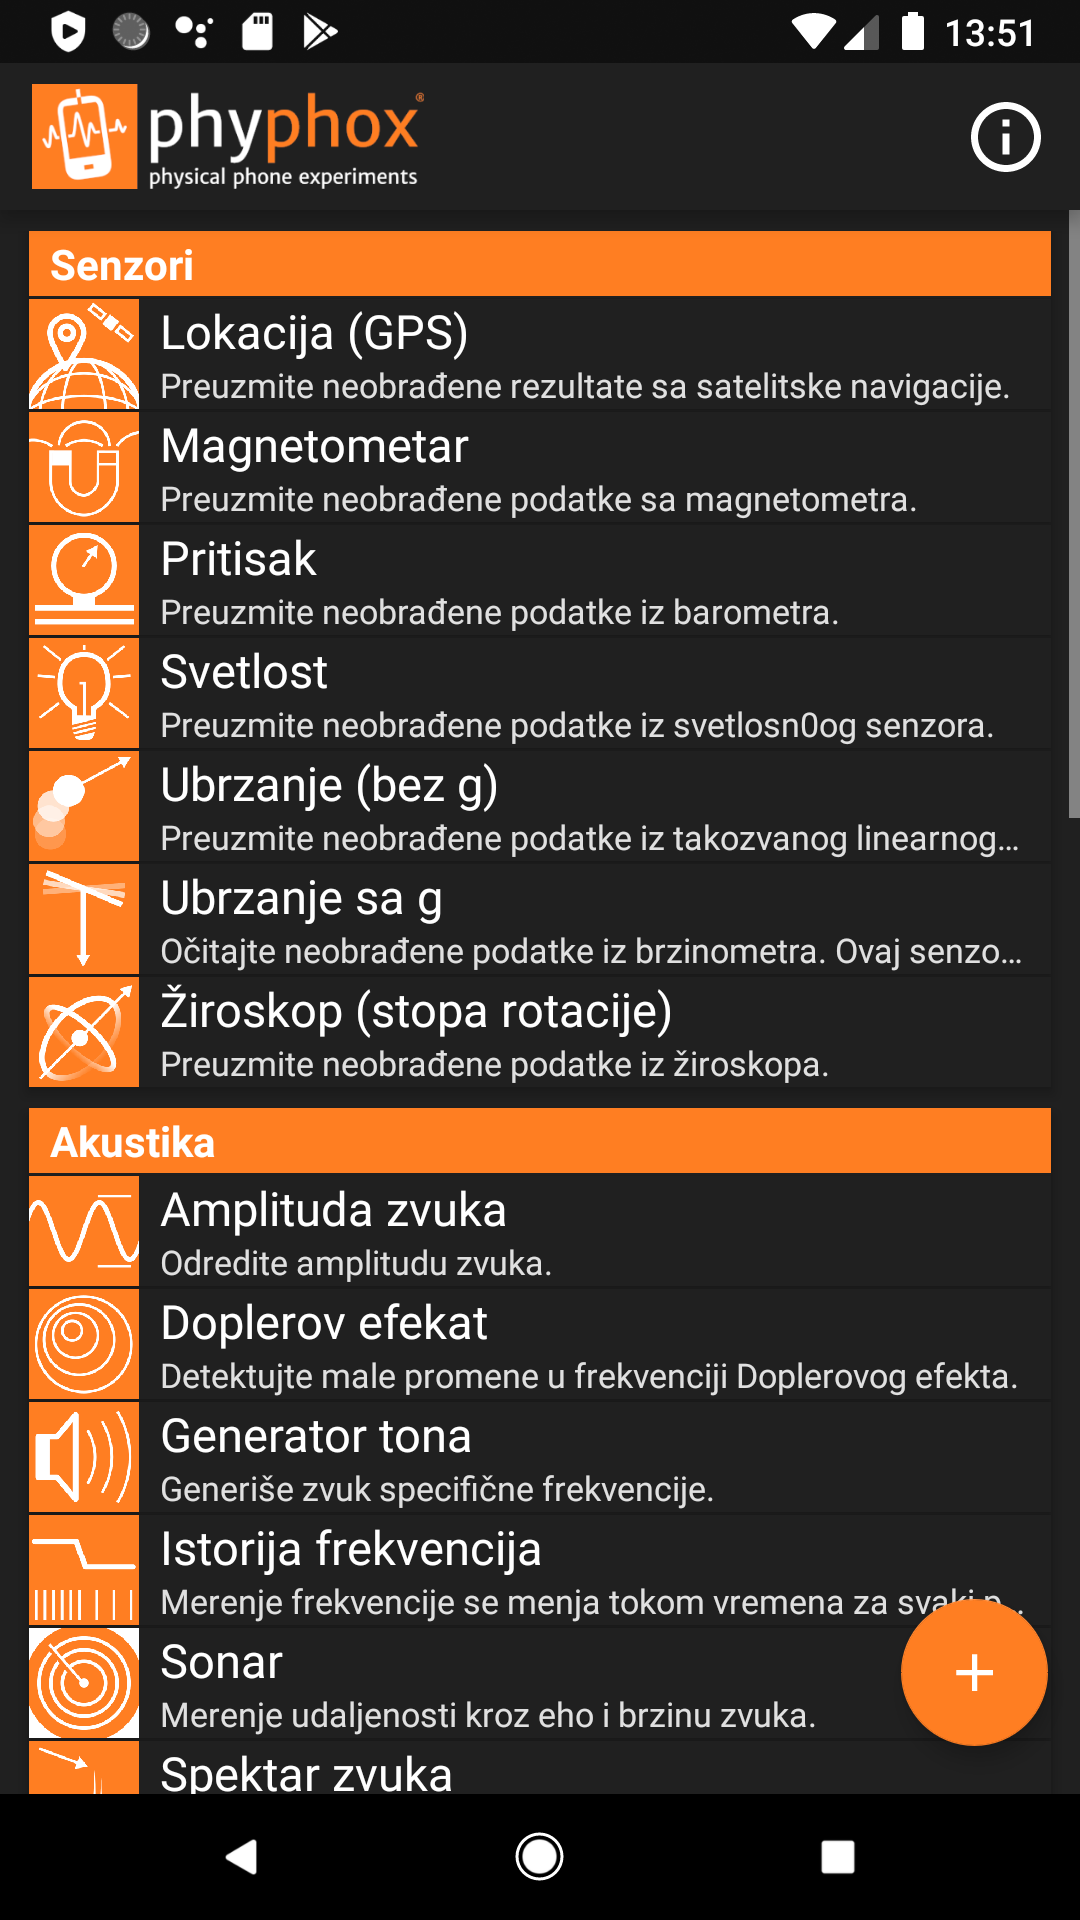 13:51
phyphox®
physical phone experiments
Senzori
Lokacija (GPS)
Preuzmite neobrađene rezultate sa satelitske navigacije.
Magnetometar
Preuzmite neobrađene podatke sa magnetometra.
Pritisak
Preuzmite neobrađene podatke iz barometra.
Svetlost
Preuzmite neobrađene podatke iz svetlosn0og senzora.
Ubrzanje (bez g)
Preuzmite neobrađene podatke iz takozvanog linearnog…
Ubrzanje sa g
Očitajte neobrađene podatke iz brzinometra. Ovaj senzo…
Žiroskop (stopa rotacije)
Preuzmite neobrađene podatke iz žiroskopa.
Akustika
Amplituda zvuka
Odredite amplitudu zvuka.
Doplerov efekat
Detektujte male promene u frekvenciji Doplerovog efekta.
Generator tona
Generiše zvuk specifične frekvencije.
Istorija frekvencija
Merenje frekvencije se menja tokom vremena za svaki p…
Sonar
Merenje udaljenosti kroz eho i brzinu zvuka.
Spektar zvuka